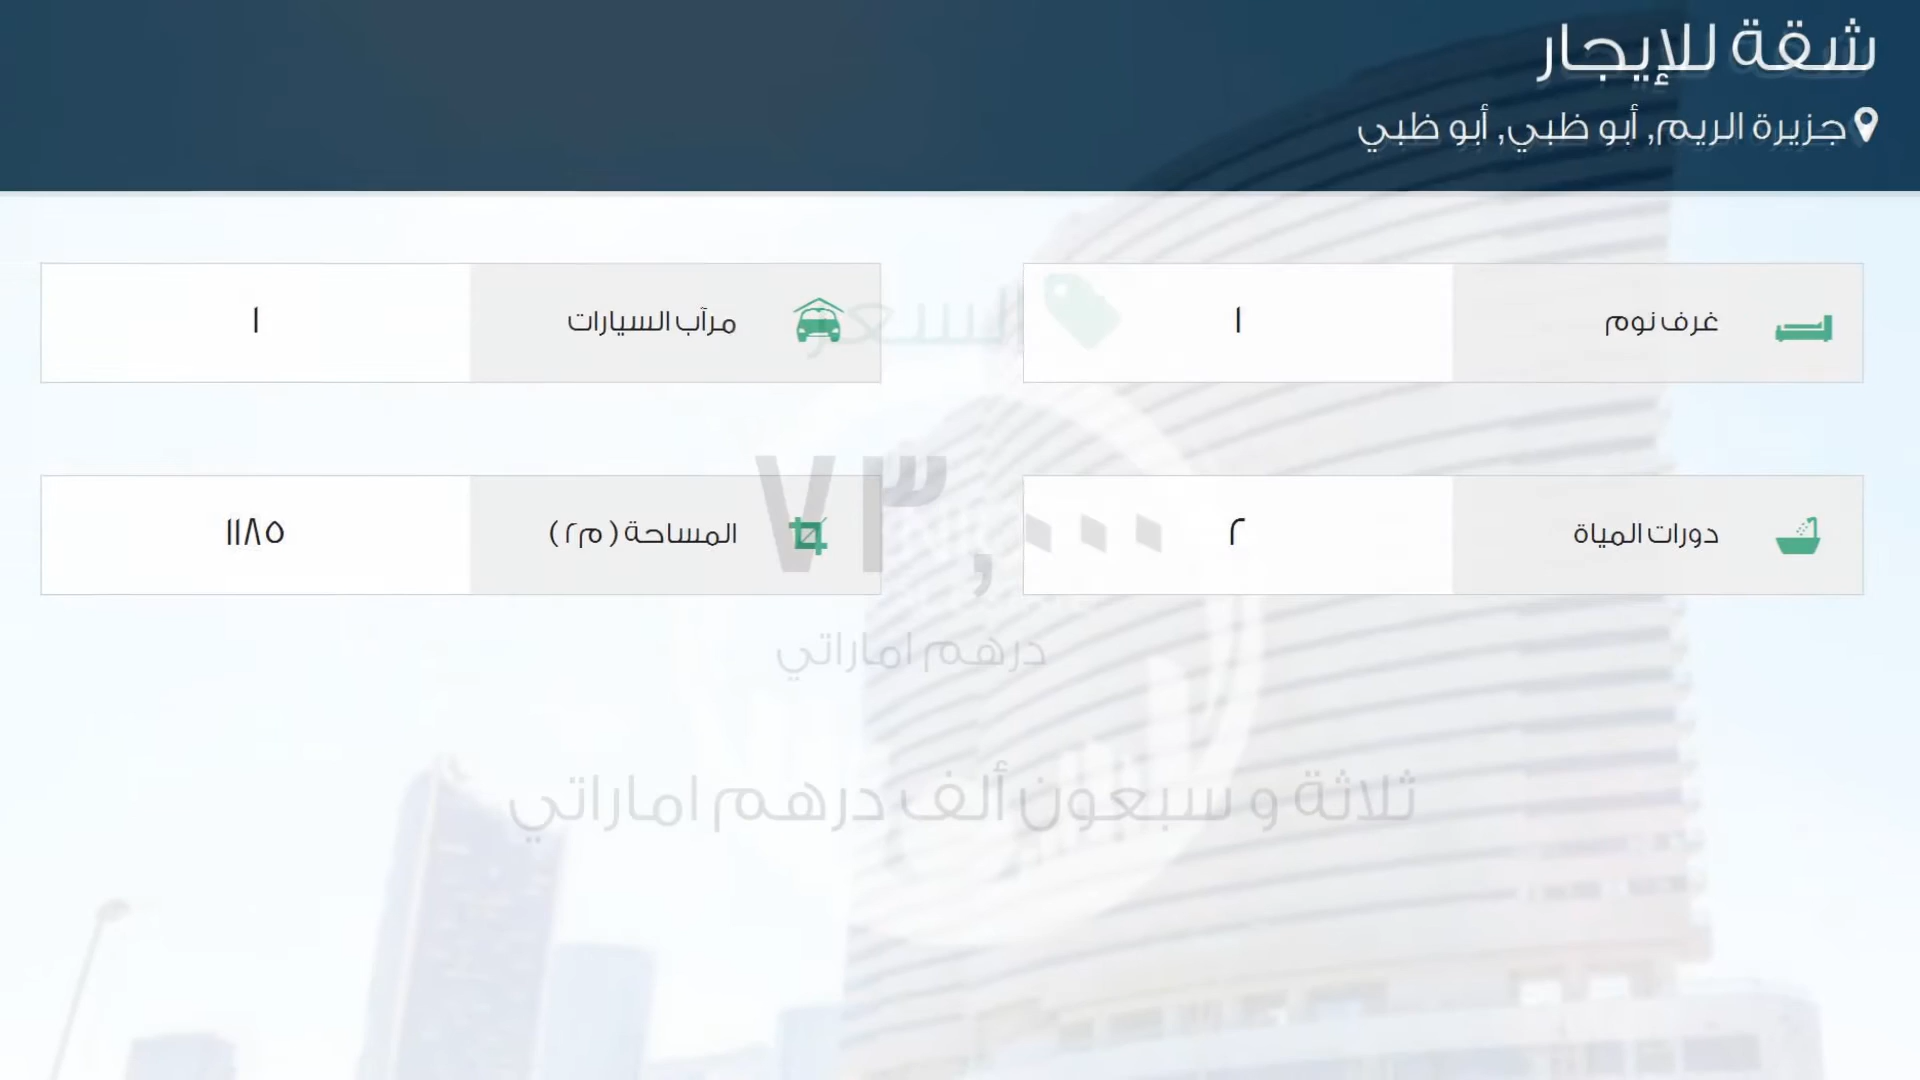 شقة للإيجار
جزيرة الريم, أبو ظبي, أبو ظبي
السعر
غرف نوم
١
مرآب السيارات
١
دورات المياة
٢
المساحة (م٢)
١١٨٥
٧٣,٠٠٠
درهم اماراتي
ثلاثة و سبعون ألف درهم اماراتي